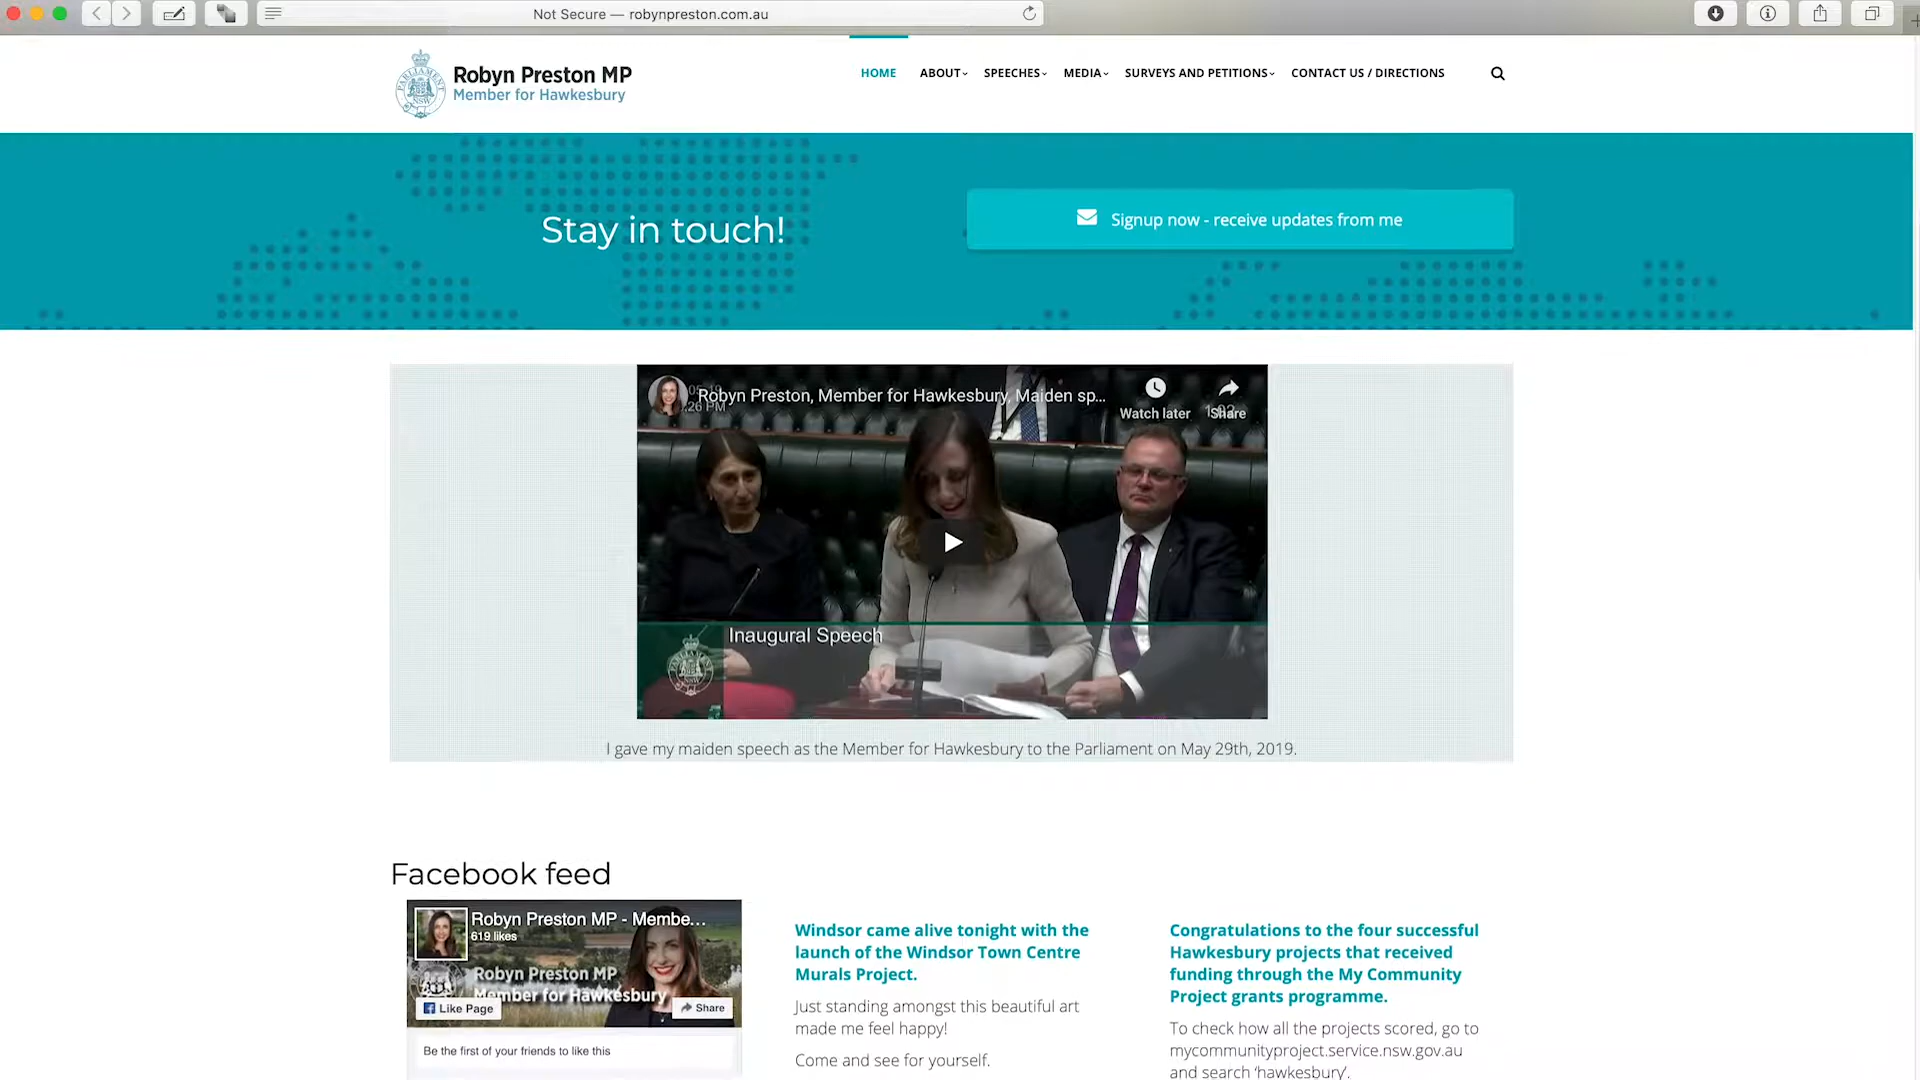 Not Secure — robynpreston.com.au
Robyn Preston MP
Member for Hawkesbury
HOME
ABOUT
SPEECHES
MEDIA
SURVEYS AND PETITIONS
CONTACT US / DIRECTIONS
Stay in touch!
Signup now - receive updates from me
Robyn Preston, Member for Hawkesbury, Maiden sp...
Watch later
Share
Inaugural Speech
PARLIAMENT
NSW
I gave my maiden speech as the Member for Hawkesbury to the Parliament on May 29th, 2019.
Facebook feed
Robyn Preston MP - Membe...
619 likes
Robyn Preston MP
Member for Hawkesbury
Like Page
Share
Be the first of your friends to like this
Windsor came alive tonight with the
launch of the Windsor Town Centre
Murals Project.
Just standing amongst this beautiful art
made me feel happy!
Come and see for yourself.
Congratulations to the four successful
Hawkesbury projects that received
funding through the My Community
Project grants programme.
To check how all the projects scored, go to
mycommunityproject.service.nsw.gov.au
and search ‘hawkesbury’.